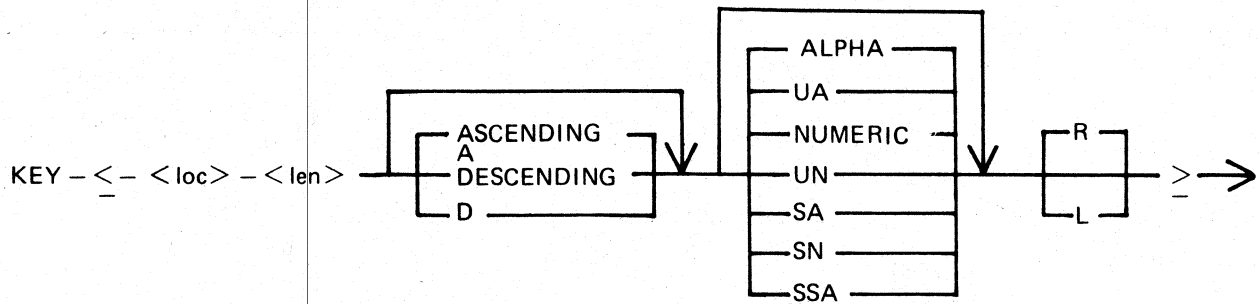 ALPHA
UA
ASCENDING
NUMERIC
R
A
KEY – < – <loc> – <len>
DESCENDING
UN
>
D
SA
L
SN
SSA